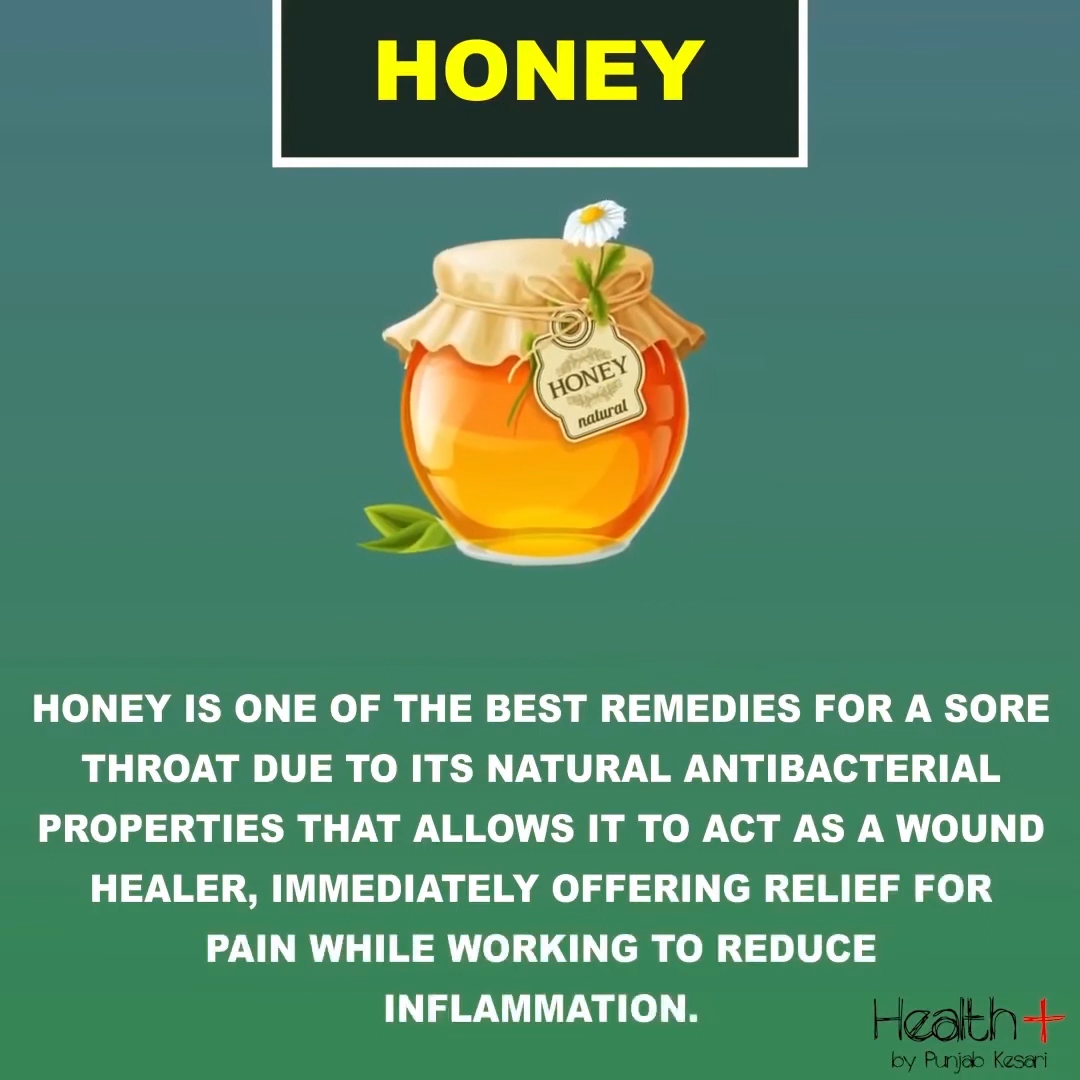 HONEY
HONEY
natural
HONEY IS ONE OF THE BEST REMEDIES FOR A SORE
THROAT DUE TO ITS NATURAL ANTIBACTERIAL
PROPERTIES THAT ALLOWS IT TO ACT AS A WOUND
HEALER, IMMEDIATELY OFFERING RELIEF FOR
PAIN WHILE WORKING TO REDUCE
INFLAMMATION.
Health+
by Punjab Kesari